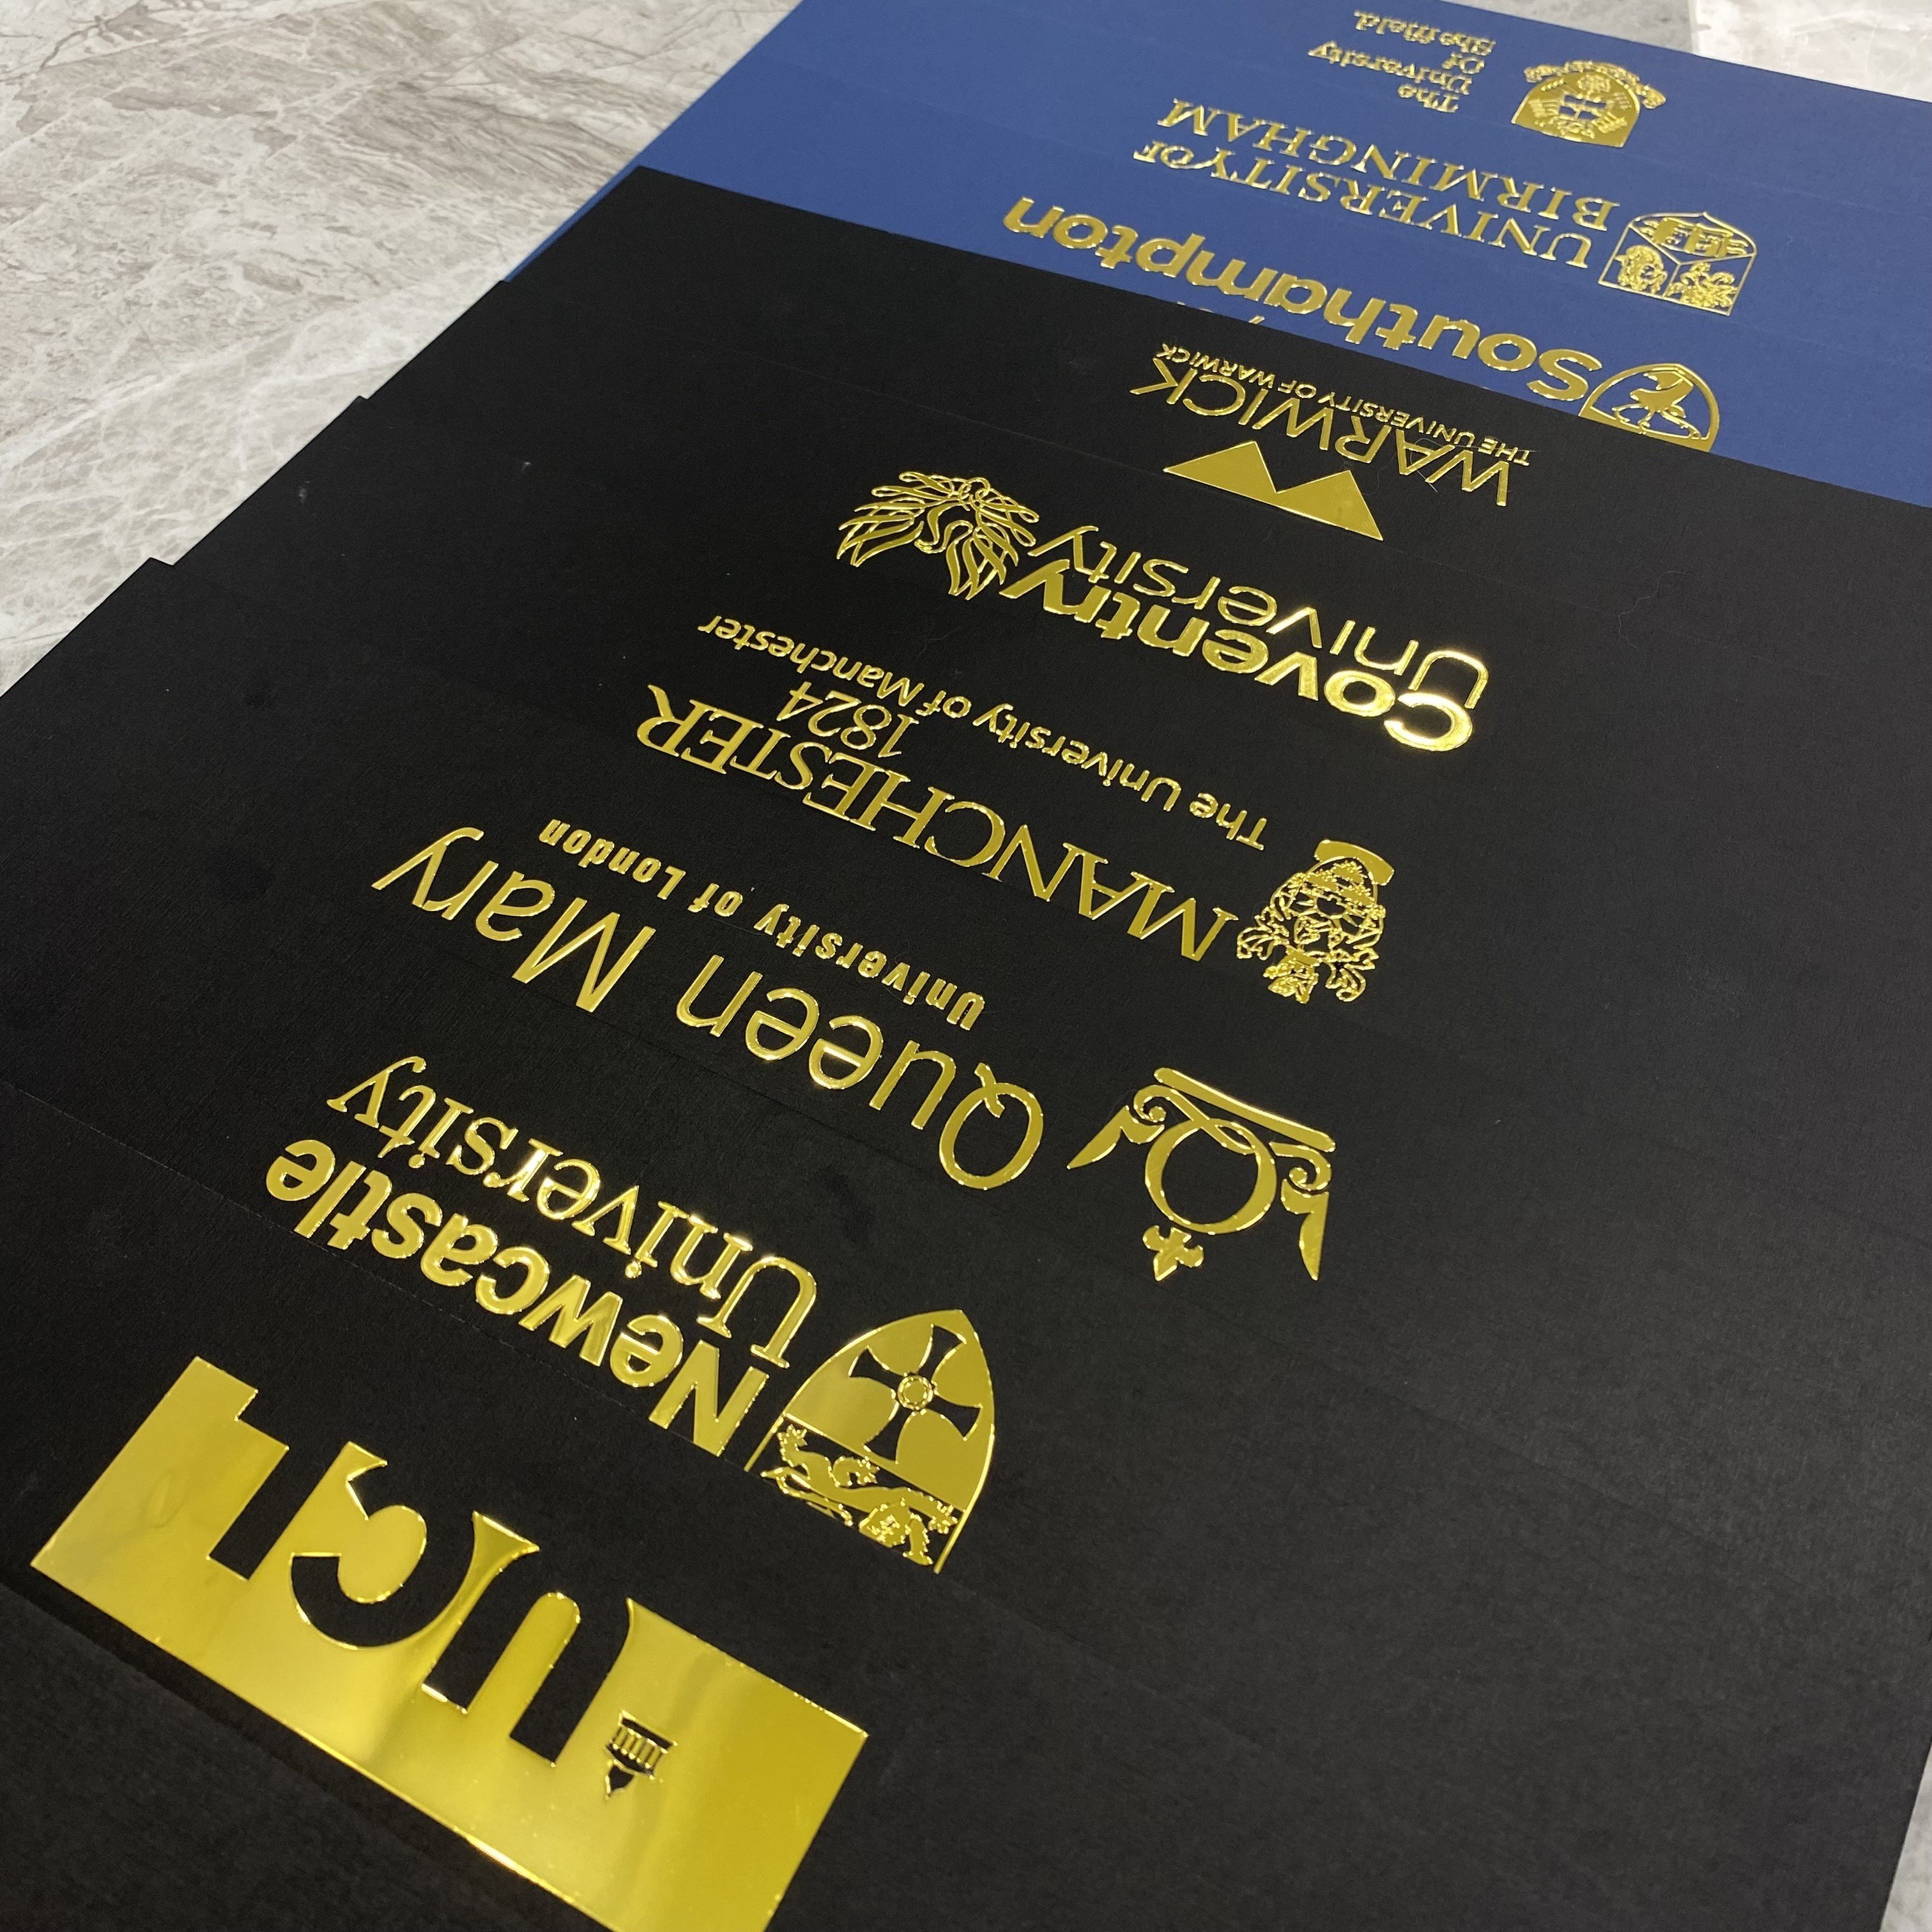 UCL
Newcastle
University
Queen Mary
University of London
MANCHESTER
1824
The University of Manchester
Coventry
University
WARWICK
THE UNIVERSITY OF WARWICK
Southampton
UNIVERSITY OF
BIRMINGHAM
The
University
Of
Sheffield.